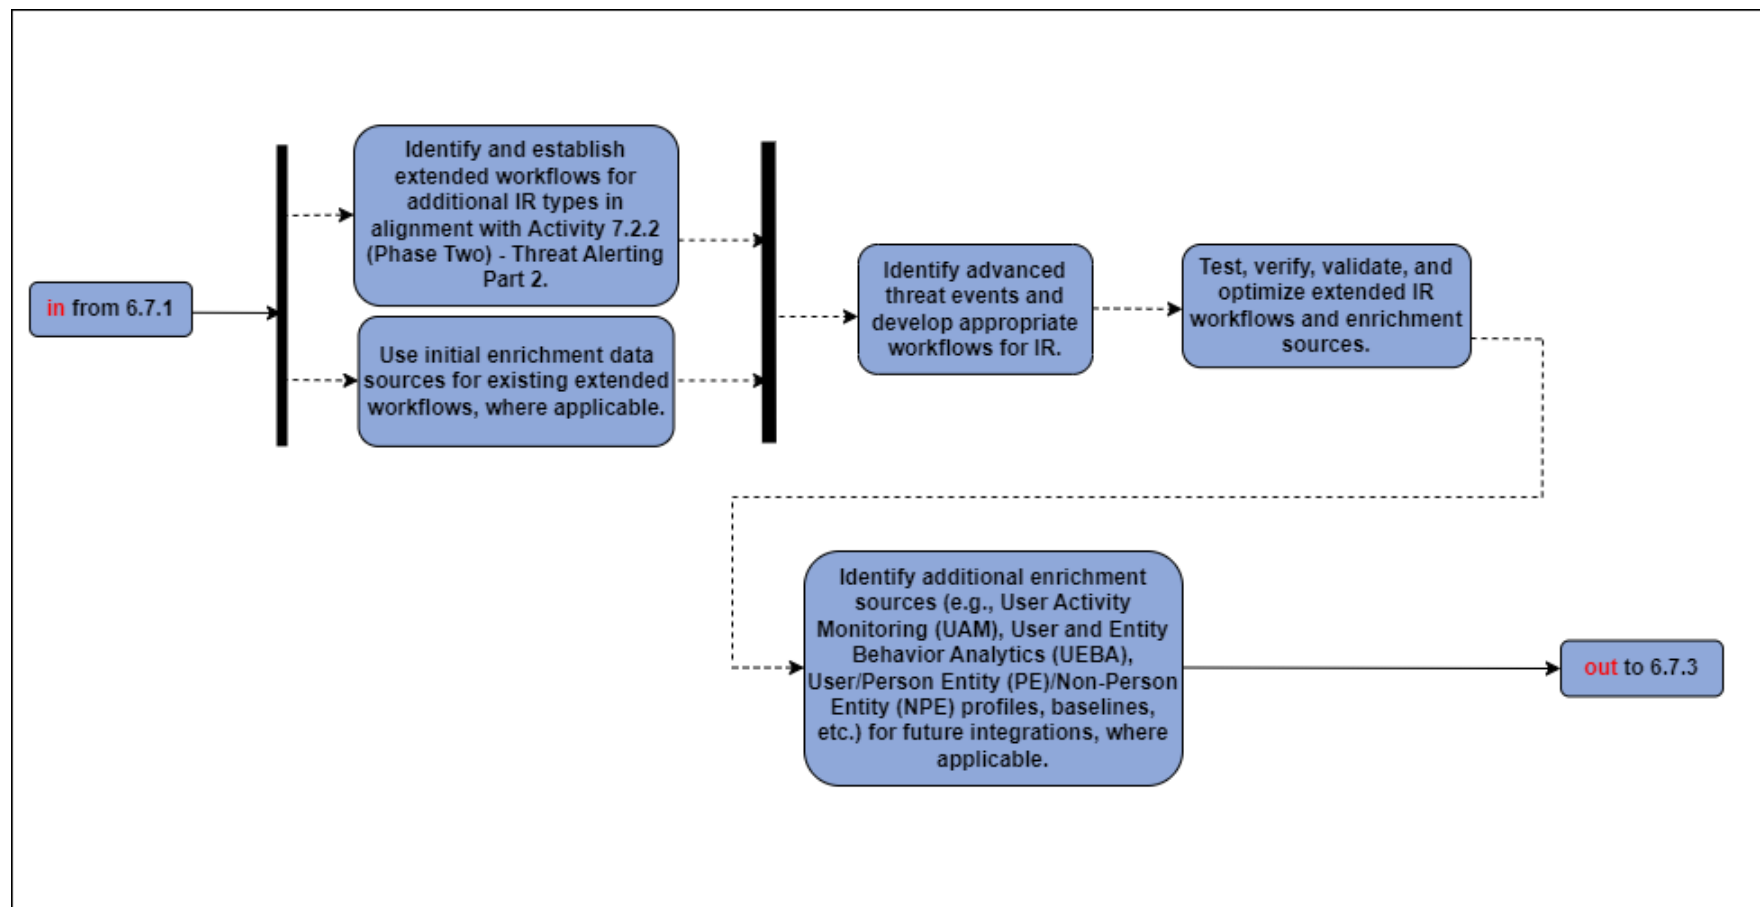 in from 6.7.1
Identify and establish
extended workflows for
additional IR types in
alignment with Activity 7.2.2
(Phase Two) - Threat Alerting
Part 2.
Use initial enrichment data
sources for existing extended
workflows, where applicable.
Identify advanced
threat events and
develop appropriate
workflows for IR.
Test, verify, validate, and
optimize extended IR
workflows and enrichment
sources.
Identify additional enrichment
sources (e.g., User Activity
Monitoring (UAM), User and Entity
Behavior Analytics (UEBA),
User/Person Entity (PE)/Non-Person
Entity (NPE) profiles, baselines,
etc.) for future integrations, where
applicable.
out to 6.7.3